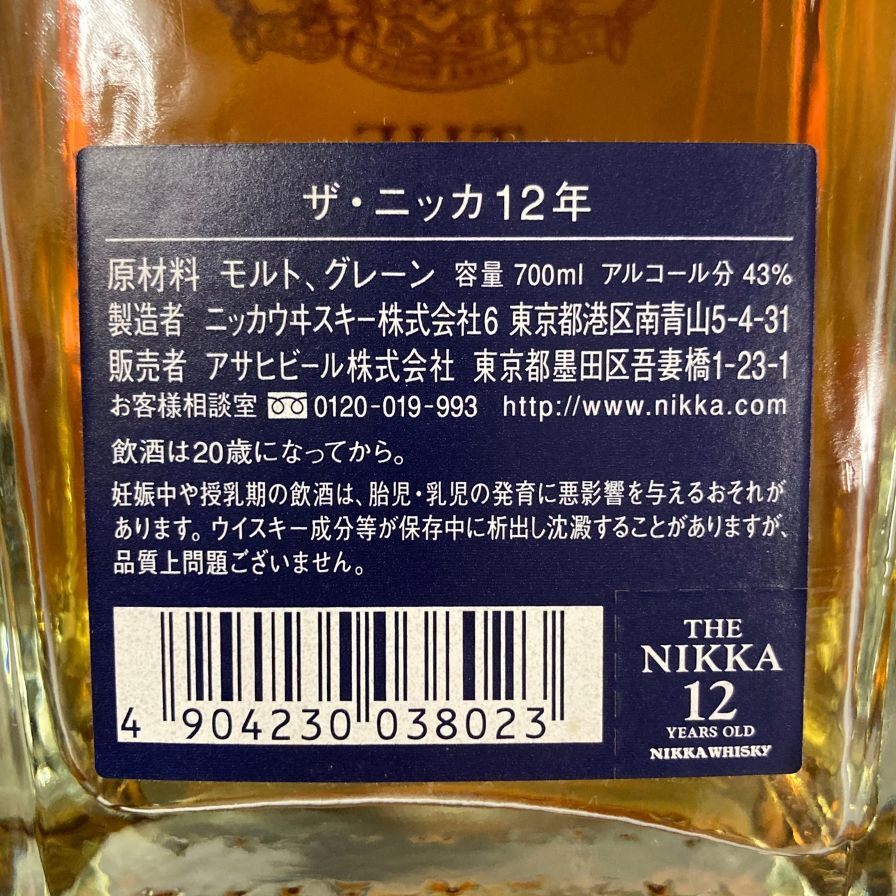 THE
ザ・ニッカ12年
原材料 モルト、グレーン 容量 700ml アルコール分 43%
製造者 ニッカウヰスキー株式会社6 東京都港区南青山5-4-31
販売者 アサヒビール株式会社 東京都墨田区吾妻橋1-23-1
お客様相談室 0120-019-993 http://www.nikka.com
飲酒は20歳になってから。
妊娠中や授乳期の飲酒は、胎児・乳児の発育に悪影響を与えるおそれが
あります。ウイスキー成分等が保存中に析出し沈澱することがありますが、
品質上問題ございません。
4 904230 038023
THE
NIKKA
12
YEARS OLD
NIKKA WHISKY